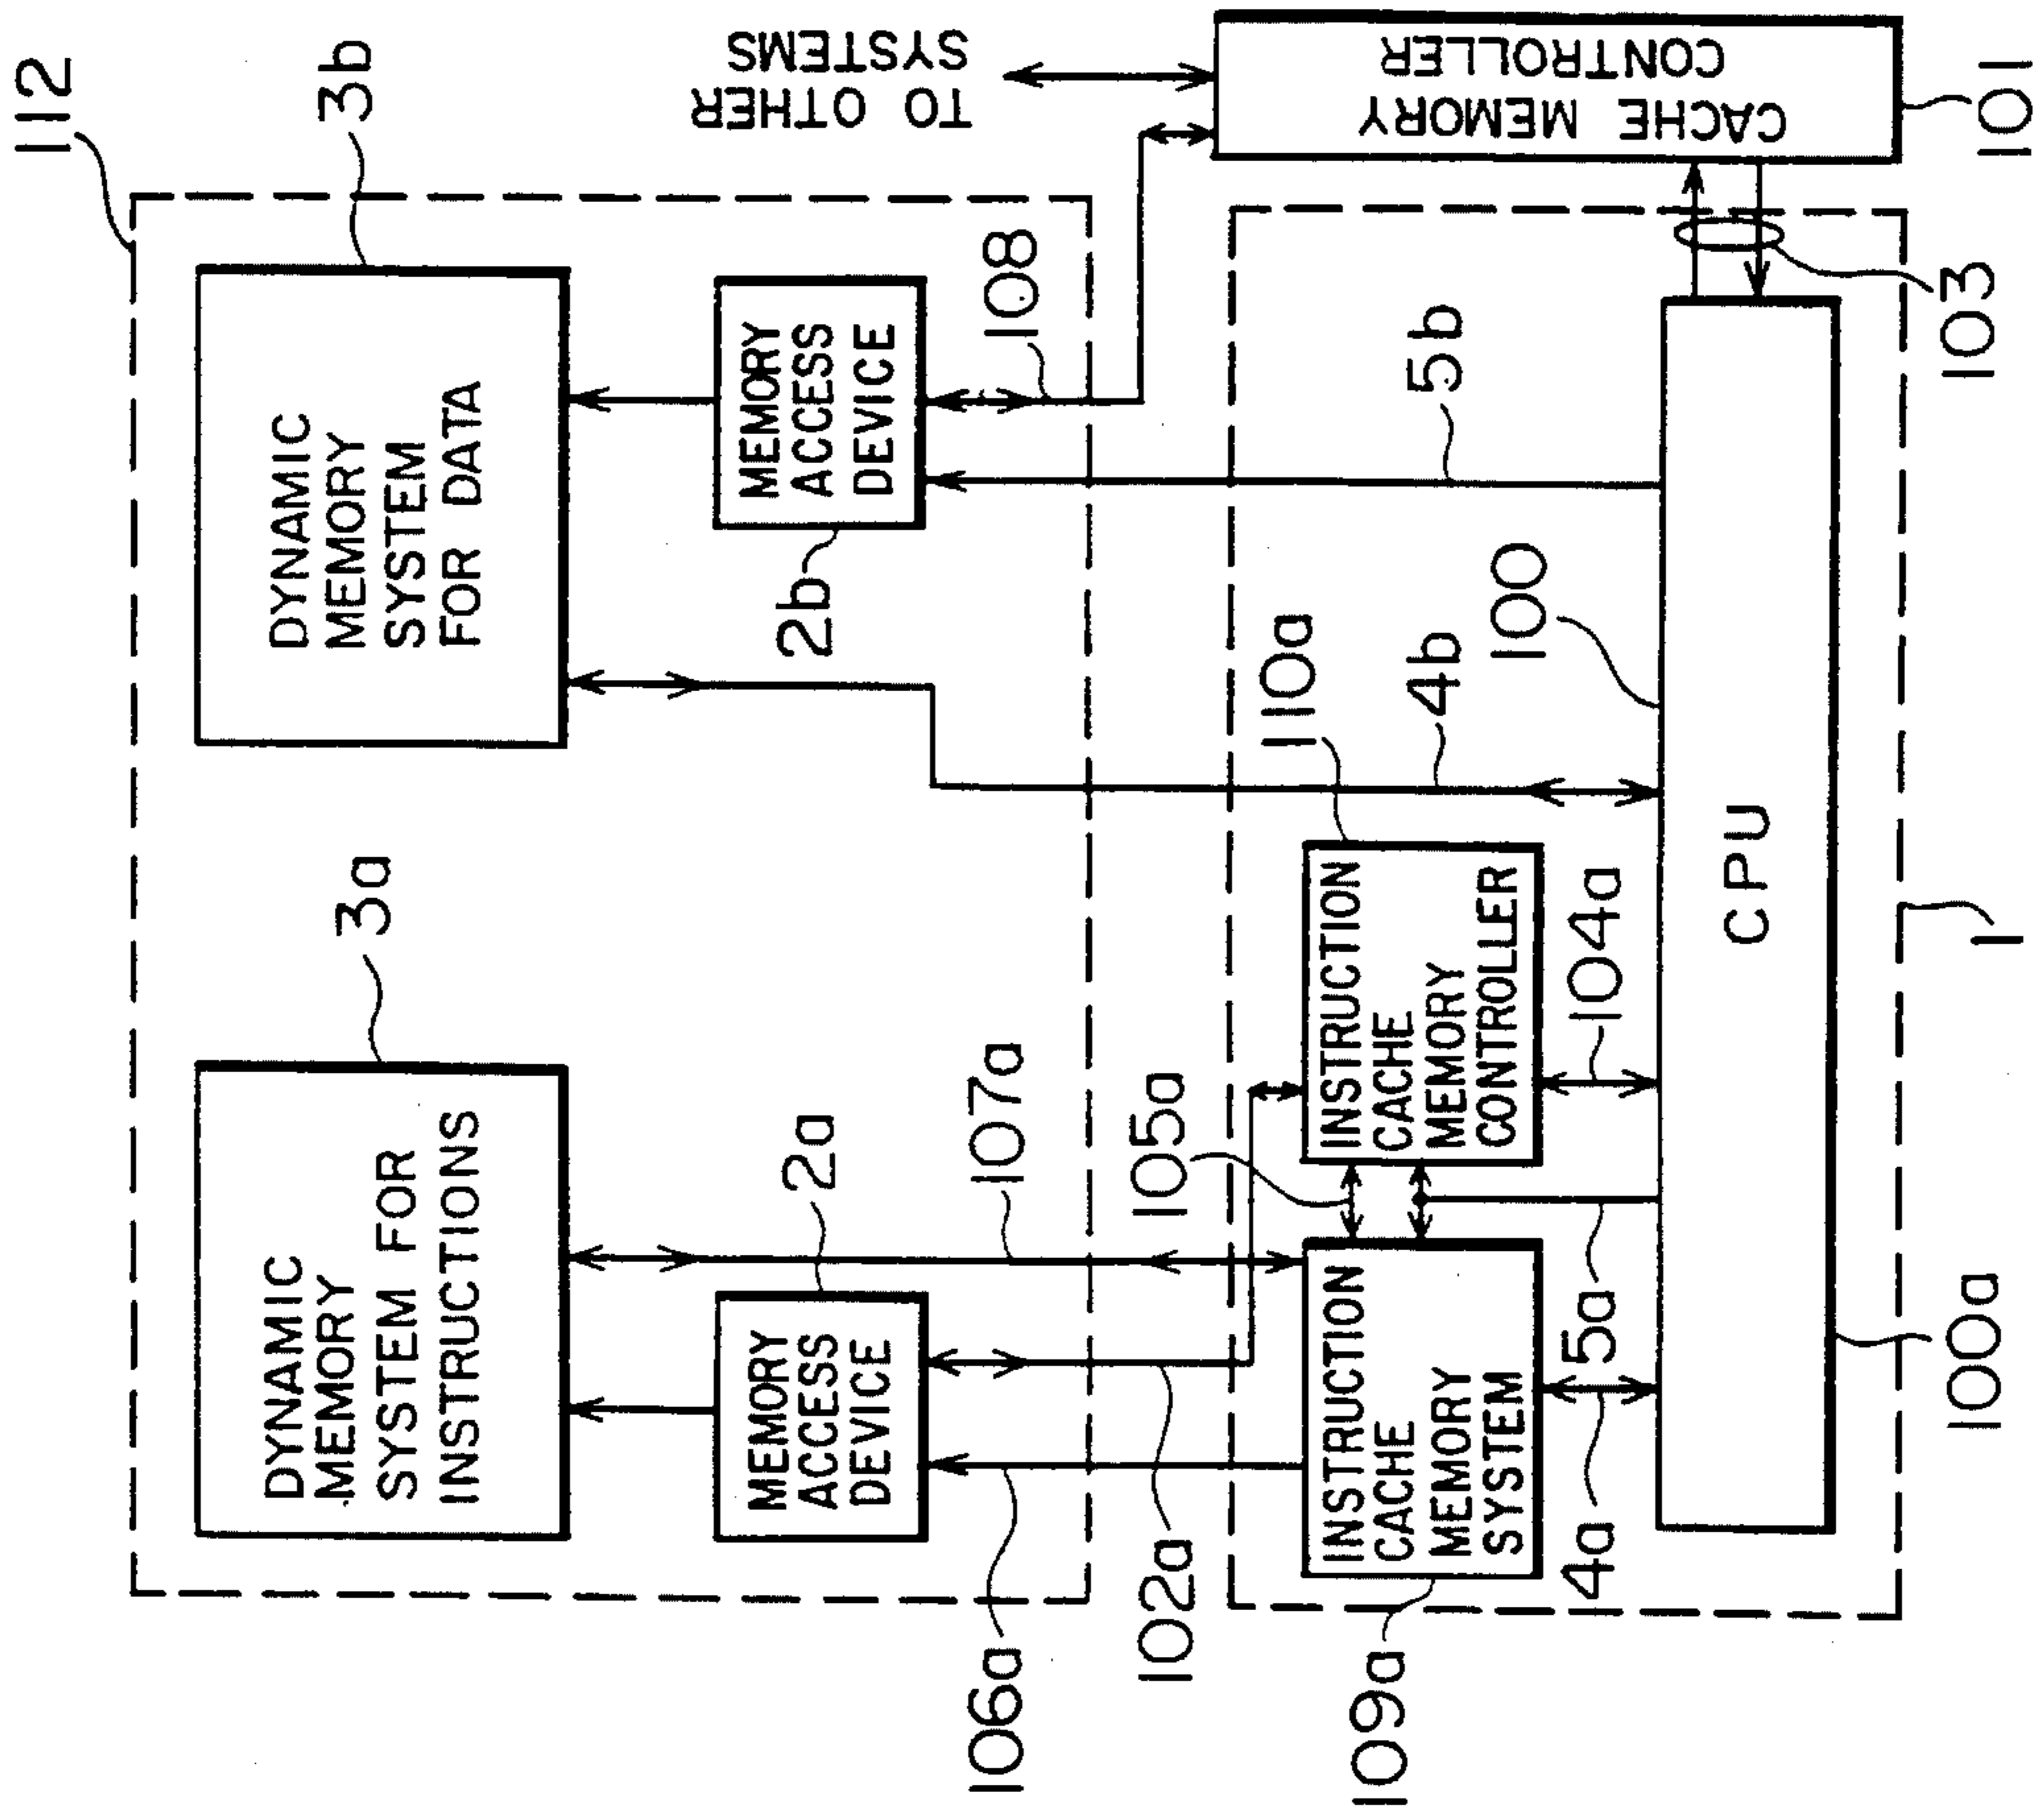 112
3a
3b
DYNAMIC
MEMORY
SYSTEM FOR
INSTRUCTIONS
DYNAMIC
MEMORY
SYSTEM
FOR DATA
2a
MEMORY
ACCESS
DEVICE
2b
MEMORY
ACCESS
DEVICE
TO OTHER
SYSTEMS
106a
102a
107a
105a
108
109a
INSTRUCTION
CACHE
MEMORY
SYSTEM
110a
INSTRUCTION
CACHE
MEMORY
CONTROLLER
CACHE MEMORY
CONTROLLER
4a
5a
104a
4b
5b
100
CPU
100a
1
103
101